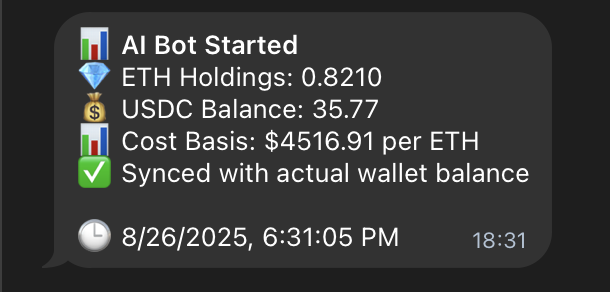 📊 AI Bot Started
💎 ETH Holdings: 0.8210
💰 USDC Balance: 35.77
📊 Cost Basis: $4516.91 per ETH
✅ Synced with actual wallet balance
🕒 8/26/2025, 6:31:05 PM
18:31